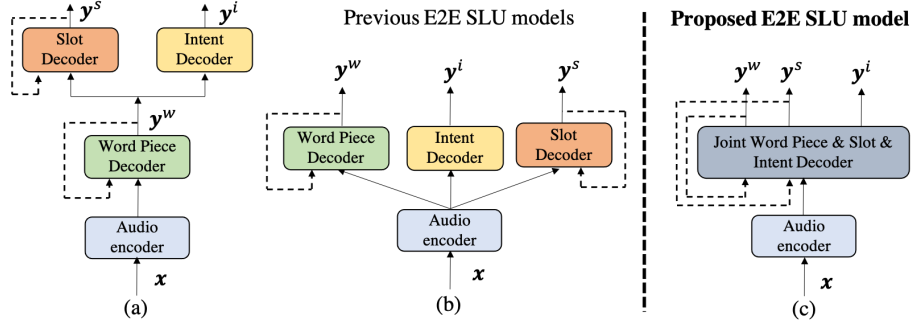 Previous E2E SLU models
Proposed E2E SLU model
y^s
y^i
Slot
Decoder
Intent
Decoder
y^w
Word Piece
Decoder
Audio
encoder
x
(a)
y^w
y^i
y^s
Word Piece
Decoder
Intent
Decoder
Slot
Decoder
Audio
encoder
x
(b)
y^w
y^s
y^i
Joint Word Piece & Slot &
Intent Decoder
Audio
encoder
x
(c)